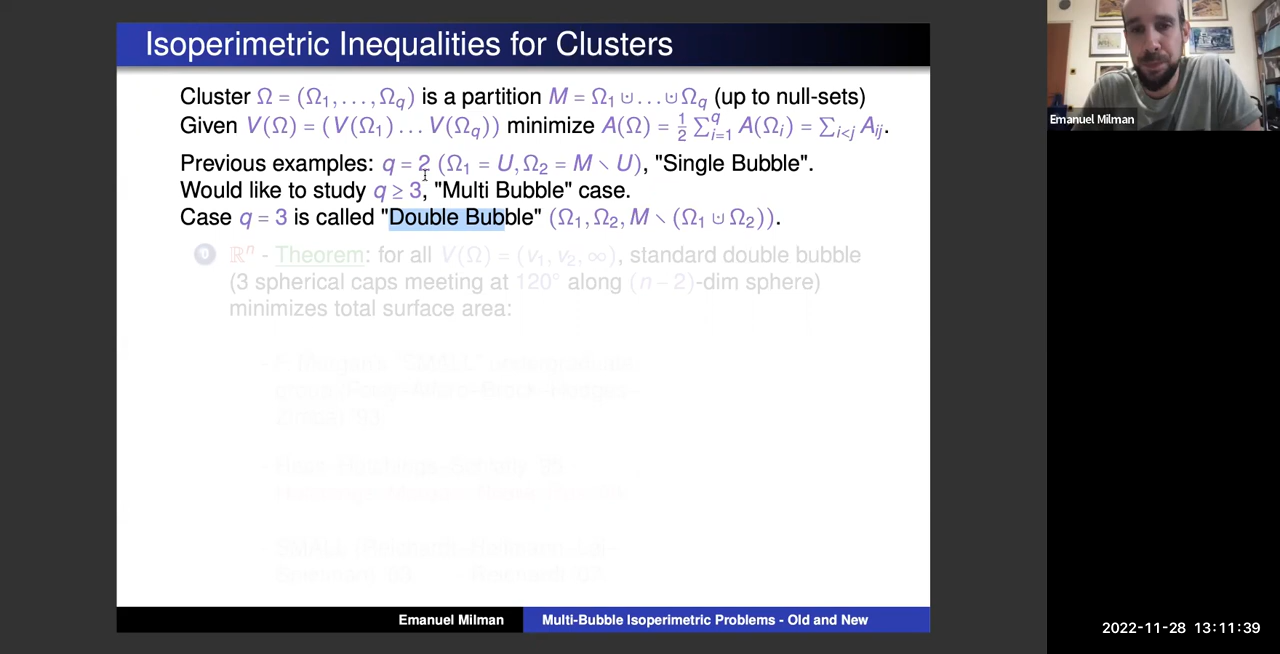 Isoperimetric Inequalities for Clusters
Cluster Ω = (Ω₁, . . . , Ω_q) is a partition M = Ω₁ ⊍ . . . ⊍ Ω_q (up to null-sets)
Given V(Ω) = (V(Ω₁) . . . V(Ω_q)) minimize A(Ω) = ½ ∑_{i=1}^q A(Ω_i) = ∑_{i<j} A_{ij}.
Previous examples: q = 2 (Ω₁ = U, Ω₂ = M ∖ U), "Single Bubble".
Would like to study q ≥ 3, "Multi Bubble" case.
Case q = 3 is called "Double Bubble" (Ω₁, Ω₂, M ∖ (Ω₁ ⊍ Ω₂)).
ℝⁿ - Theorem: for all V(Ω) = (v₁, v₂, ∞), standard double bubble
(3 spherical caps meeting at 120° along (n − 2)-dim sphere)
minimizes total surface area:
Emanuel Milman
Multi-Bubble Isoperimetric Problems - Old and New
Emanuel Milman
2022-11-28 13:11:39